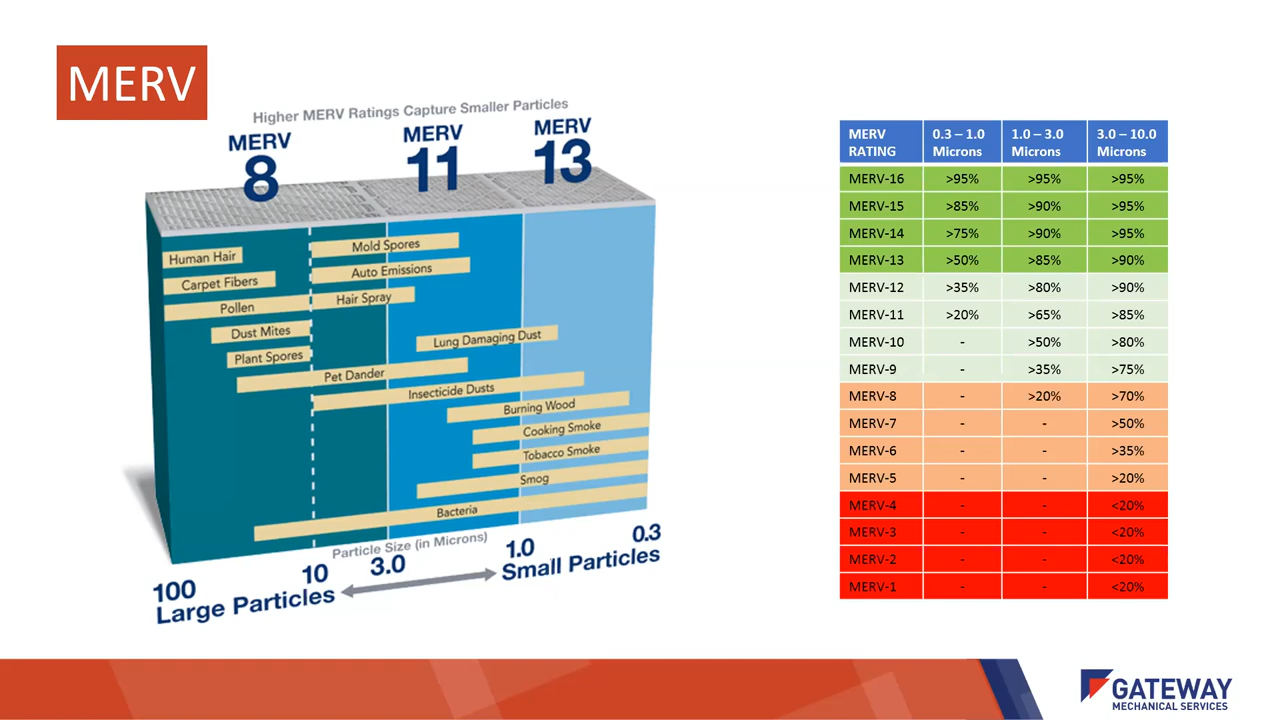 MERV
Higher MERV Ratings Capture Smaller Particles
MERV
8
MERV
11
MERV
13
Human Hair
Carpet Fibers
Pollen
Dust Mites
Plant Spores
Mold Spores
Auto Emissions
Hair Spray
Lung Damaging Dust
Pet Dander
Insecticide Dusts
Burning Wood
Cooking Smoke
Tobacco Smoke
Smog
Bacteria
Particle Size (in Microns)
100
10
3.0
1.0
0.3
Large Particles
Small Particles
MERV RATING 0.3 – 1.0 Microns 1.0 – 3.0 Microns 3.0 – 10.0 Microns
MERV-16 >95% >95% >95%
MERV-15 >85% >90% >95%
MERV-14 >75% >90% >95%
MERV-13 >50% >85% >90%
MERV-12 >35% >80% >90%
MERV-11 >20% >65% >85%
MERV-10 - >50% >80%
MERV-9 - >35% >75%
MERV-8 - >20% >70%
MERV-7 - - >50%
MERV-6 - - >35%
MERV-5 - - >20%
MERV-4 - - <20%
MERV-3 - - <20%
MERV-2 - - <20%
MERV-1 - - <20%
GATEWAY
MECHANICAL SERVICES